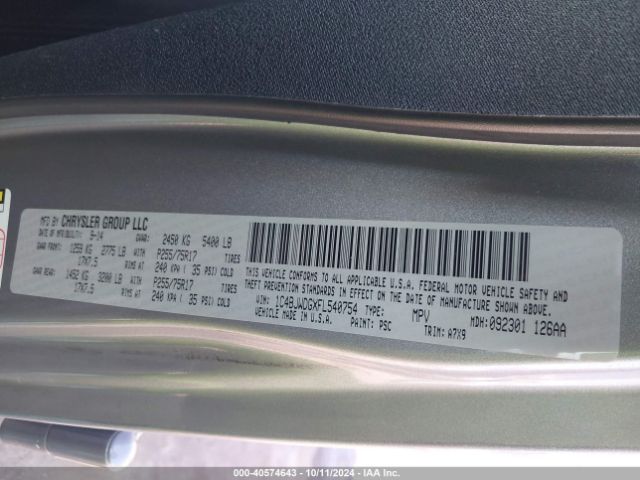 MFD BY CHRYSLER GROUP LLC
DATE OF MFR/QUALITY: 9-14 GVWR: 2450 KG 5400 LB
GAWR FRONT: 1259 KG 2775 LB WITH P255/75R17 TIRES
17X7.5 RIMS AT 240 KPA ( 35 PSI) COLD
GAWR REAR: 1452 KG 3200 LB WITH P255/75R17 TIRES
17X7.5 RIMS AT 240 KPA ( 35 PSI) COLD
THIS VEHICLE CONFORMS TO ALL APPLICABLE U.S.A. FEDERAL MOTOR VEHICLE SAFETY AND
THEFT PREVENTION STANDARDS IN EFFECT ON THE DATE OF MANUFACTURE SHOWN ABOVE.
VIN: 1C4BJWDGXFL540754 TYPE: MPV MDH: 092301 126AA
MADE IN U.S.A. PAINT: PSC TRIM: A7X9
000-40574643 / 10/11/2024 - IAA Inc.